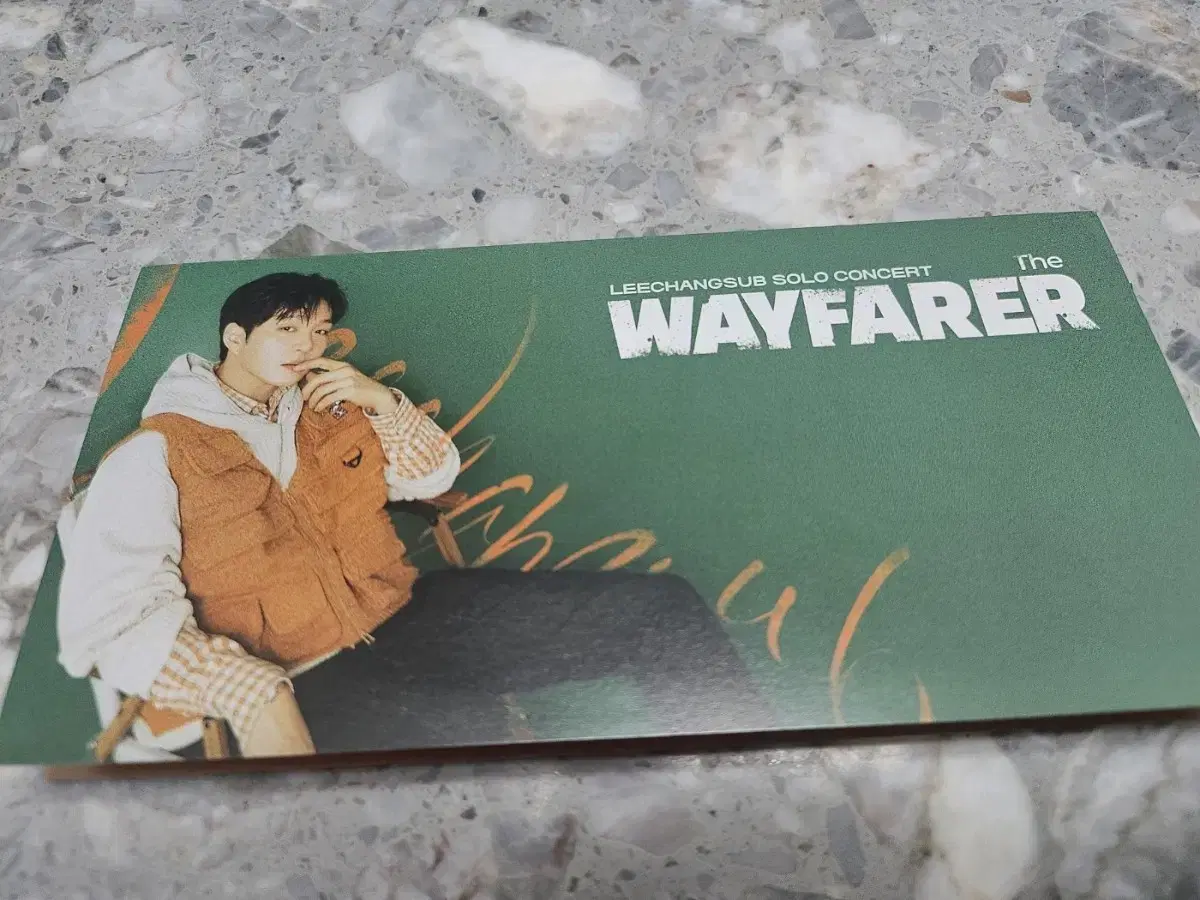 LEECHANGSUB SOLO CONCERT
The
WAYFARER